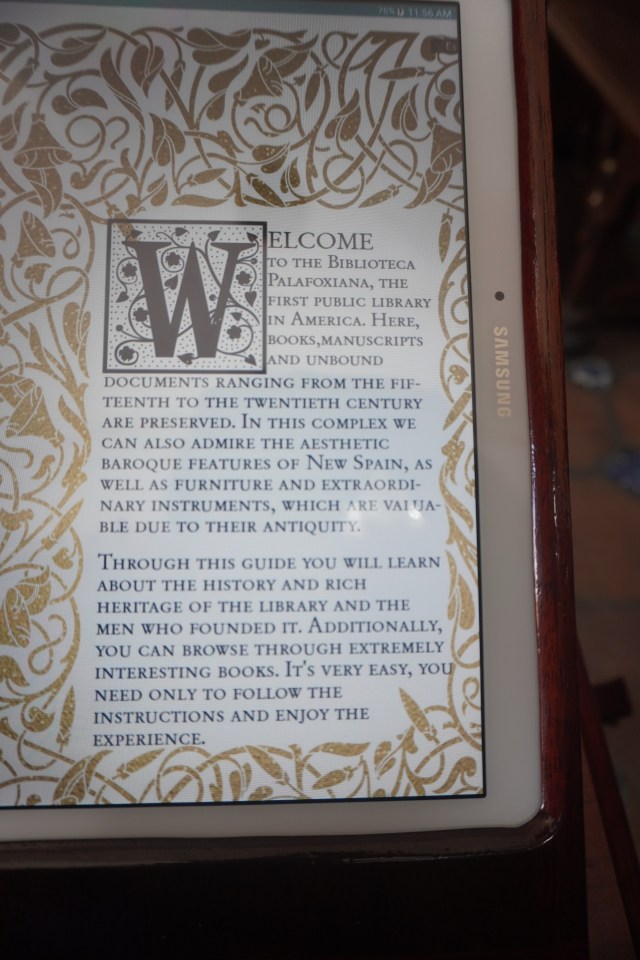 76% 11:56 AM
WELCOME
TO THE BIBLIOTECA
PALAFOXIANA, THE
FIRST PUBLIC LIBRARY
IN AMERICA. HERE,
BOOKS,MANUSCRIPTS
AND UNBOUND
DOCUMENTS RANGING FROM THE FIF-
TEENTH TO THE TWENTIETH CENTURY
ARE PRESERVED. IN THIS COMPLEX WE
CAN ALSO ADMIRE THE AESTHETIC
BAROQUE FEATURES OF NEW SPAIN, AS
WELL AS FURNITURE AND EXTRAORDI-
NARY INSTRUMENTS, WHICH ARE VALUA-
BLE DUE TO THEIR ANTIQUITY.
THROUGH THIS GUIDE YOU WILL LEARN
ABOUT THE HISTORY AND RICH
HERITAGE OF THE LIBRARY AND THE
MEN WHO FOUNDED IT. ADDITIONALLY,
YOU CAN BROWSE THROUGH EXTREMELY
INTERESTING BOOKS. IT'S VERY EASY, YOU
NEED ONLY TO FOLLOW THE
INSTRUCTIONS AND ENJOY THE
EXPERIENCE.
SAMSUNG